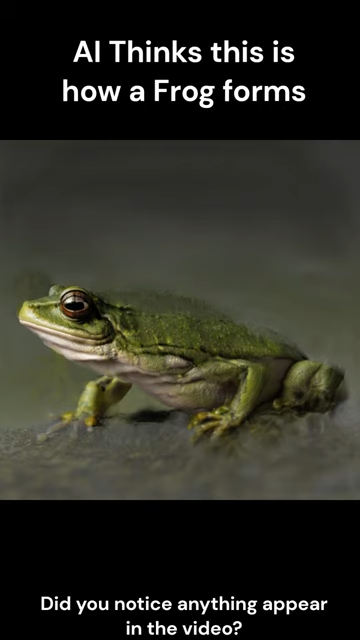 AI Thinks this is
how a Frog forms
Did you notice anything appear
in the video?